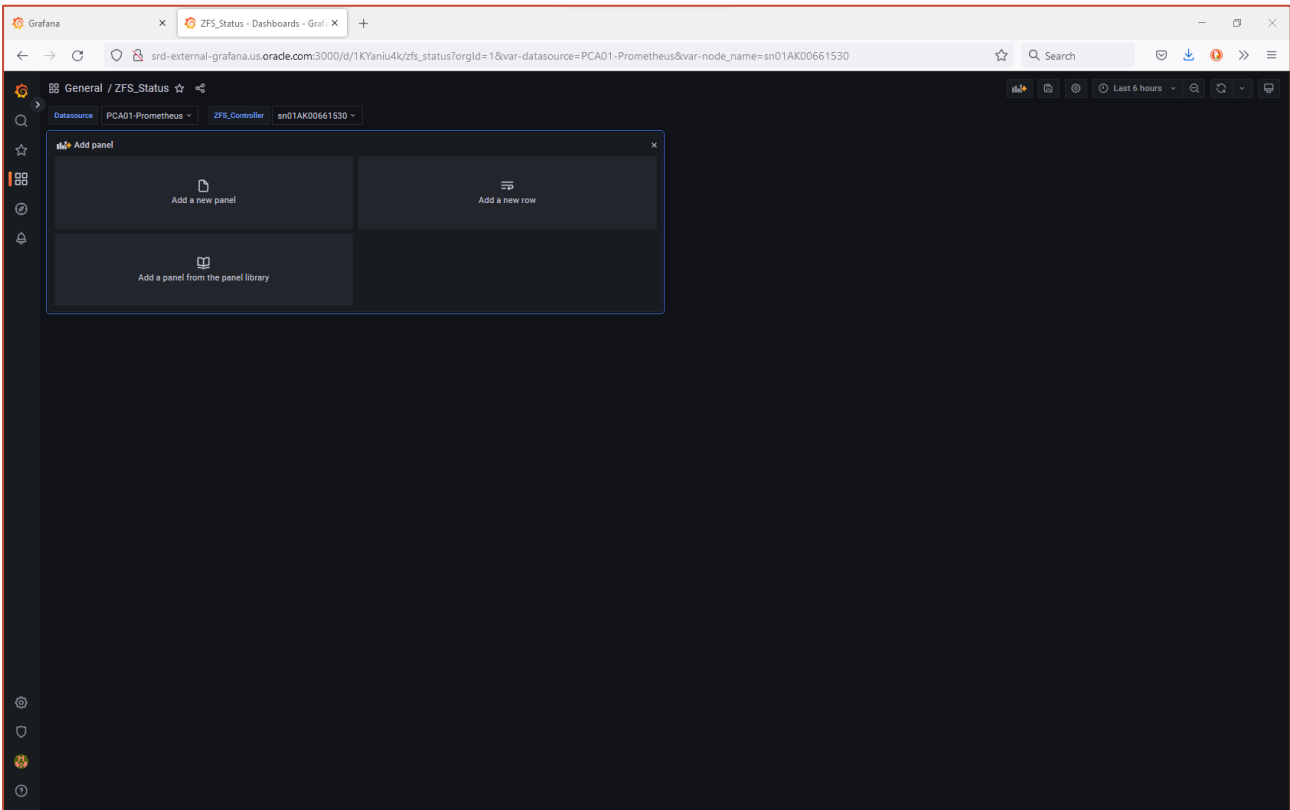 Grafana
ZFS_Status - Dashboards - Grafa
srd-external-grafana.us.oracle.com:3000/d/1KYaniu4k/zfs_status?orgId=1&var-datasource=PCA01-Prometheus&var-node_name=sn01AK00661530
Search
General / ZFS_Status
Last 6 hours
Datasource PCA01-Prometheus ZFS_Controller sn01AK00661530
Add panel
Add a new panel
Add a new row
Add a panel from the panel library